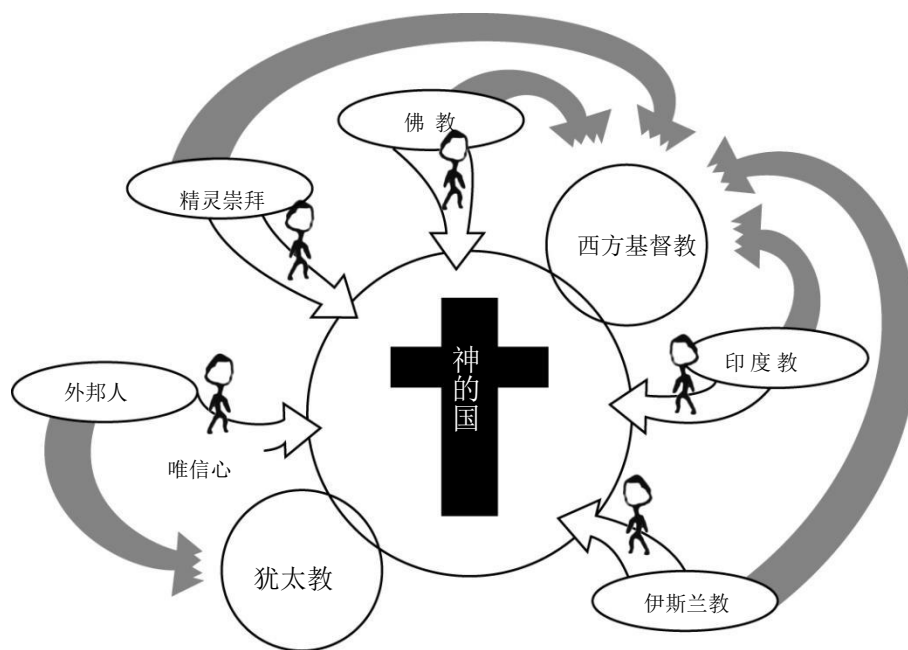 佛 教
精灵崇拜
西方基督教
神的国
印度教
外邦人
唯信心
犹太教
伊斯兰教